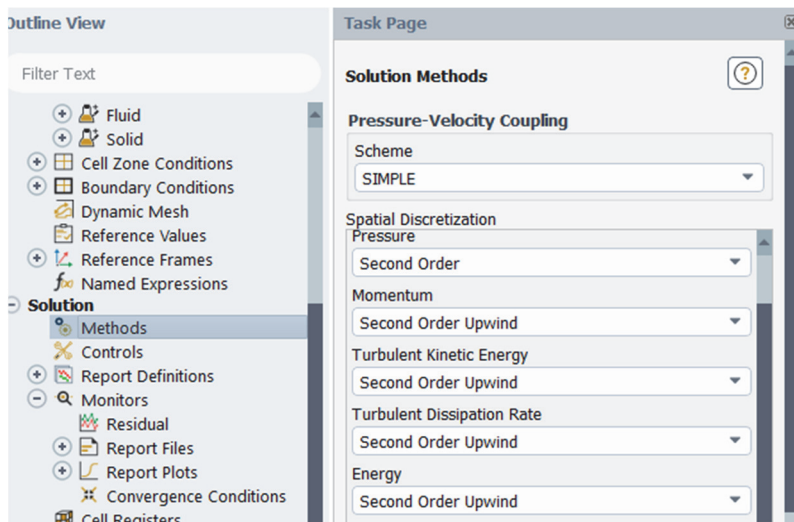 Outline View
Filter Text
Fluid
Solid
Cell Zone Conditions
Boundary Conditions
Dynamic Mesh
Reference Values
Reference Frames
Named Expressions
Solution
Methods
Controls
Report Definitions
Monitors
Residual
Report Files
Report Plots
Convergence Conditions
Cell Registers
Task Page
Solution Methods
?
Pressure-Velocity Coupling
Scheme
SIMPLE
Spatial Discretization
Pressure
Second Order
Momentum
Second Order Upwind
Turbulent Kinetic Energy
Second Order Upwind
Turbulent Dissipation Rate
Second Order Upwind
Energy
Second Order Upwind